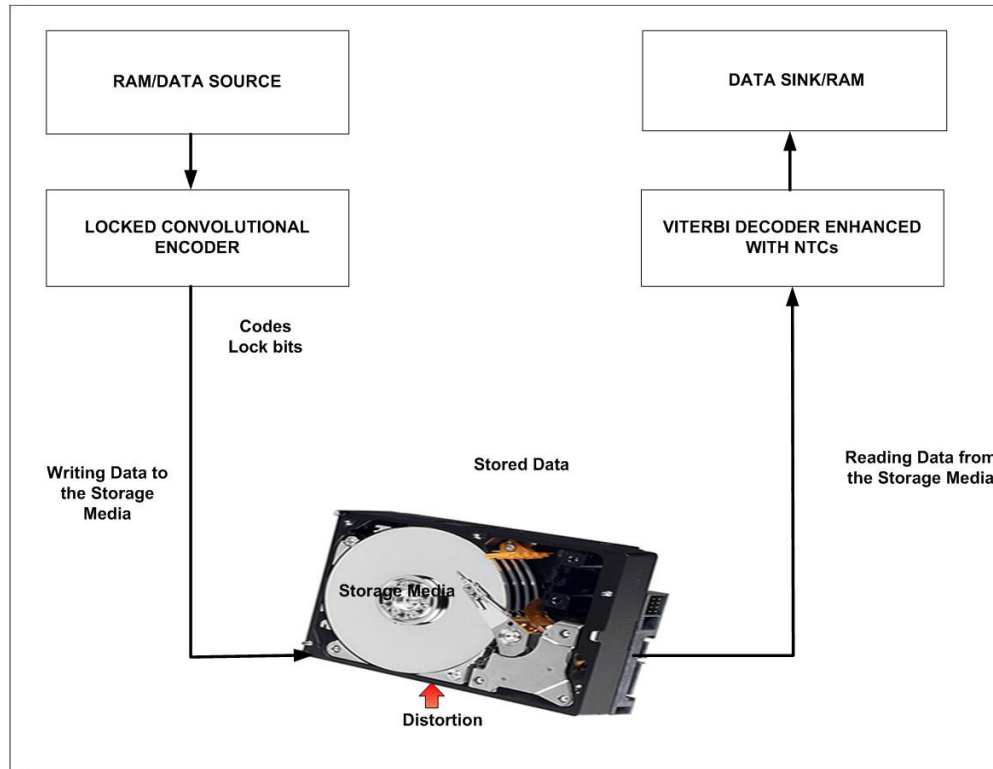 RAM/DATA SOURCE
DATA SINK/RAM
LOCKED CONVOLUTIONAL
ENCODER
VITERBI DECODER ENHANCED
WITH NTCs
Codes
Lock bits
Writing Data to
the Storage
Media
Stored Data
Reading Data from
the Storage Media
Storage Media
Distortion